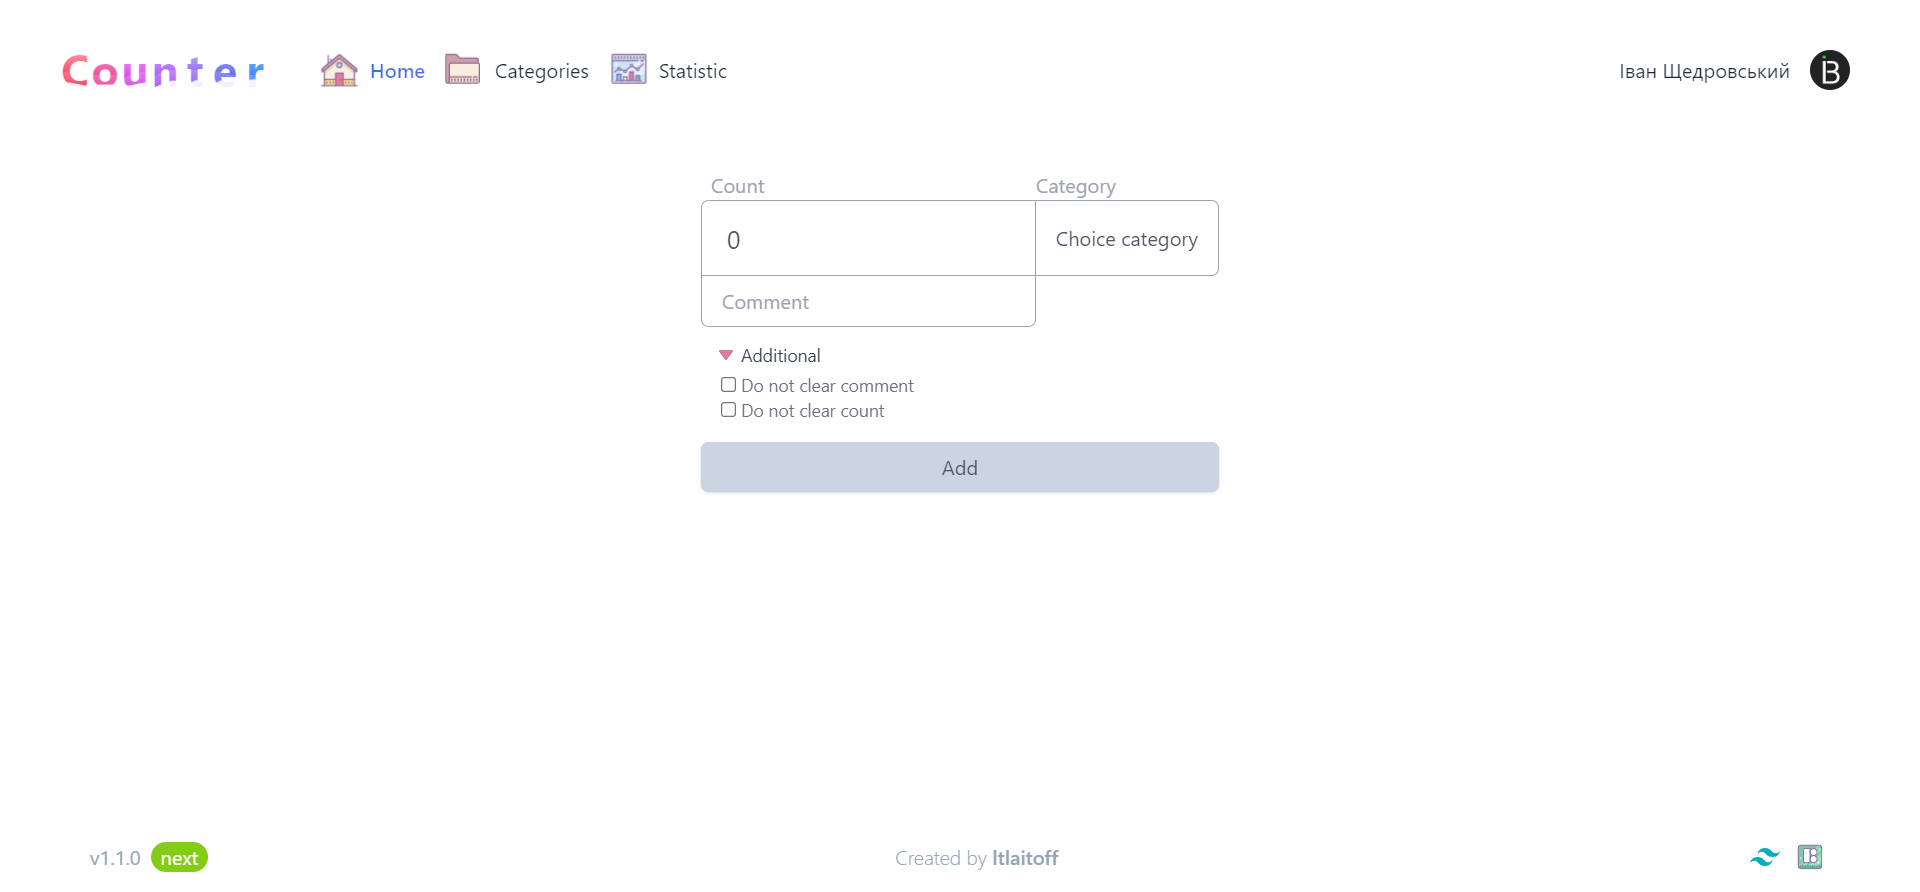 Counter
Home
Categories
Statistic
Іван Щедровський
Count
Category
0
Choice category
Comment
Additional
Do not clear comment
Do not clear count
Add
v1.1.0
next
Created by ltlaitoff